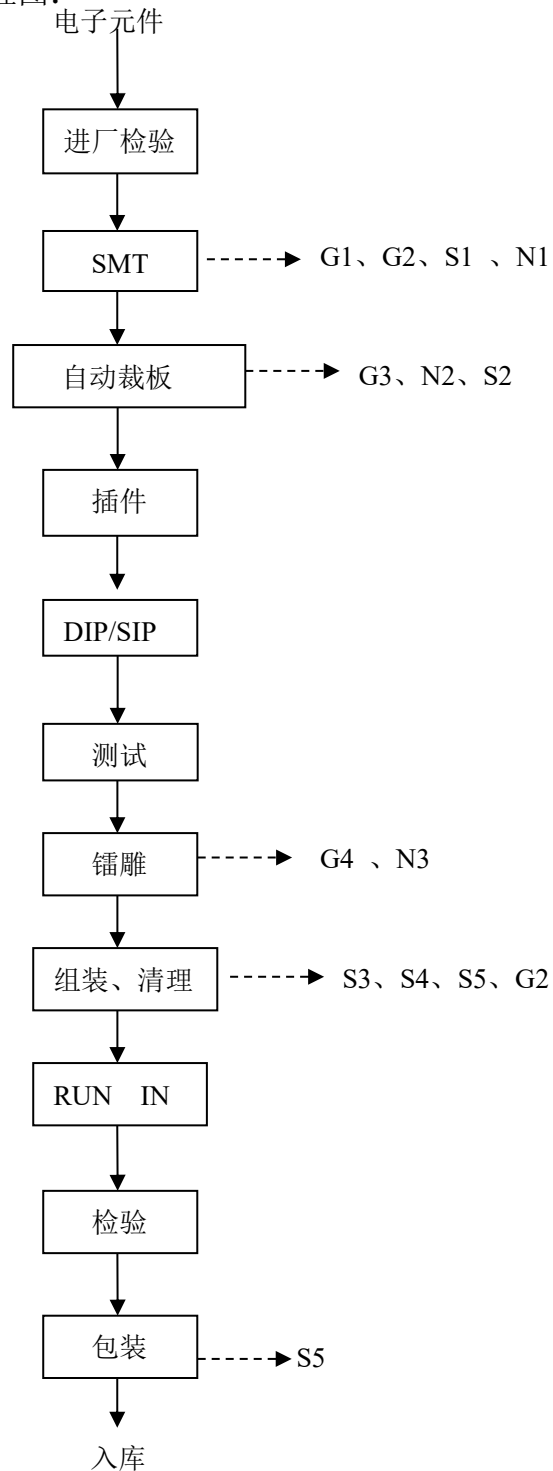 电子元件
进厂检验
SMT G1、G2、S1 、N1
自动裁板 G3、N2、S2
插件
DIP/SIP
测试
镭雕 G4 、N3
组装、清理 S3、S4、S5、G2
RUN IN
检验
包装 S5
入库